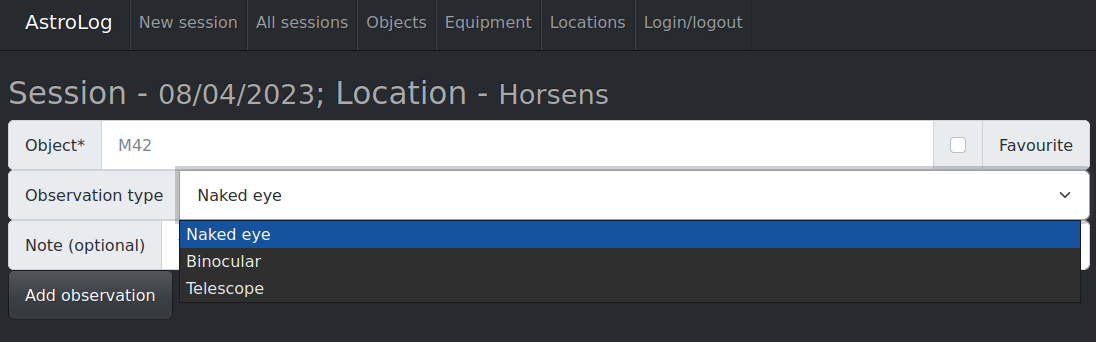 AstroLog New session All sessions Objects Equipment Locations Login/logout
Session - 08/04/2023; Location - Horsens
Object* M42 Favourite
Observation type Naked eye
Naked eye
Note (optional)
Binocular
Telescope
Add observation